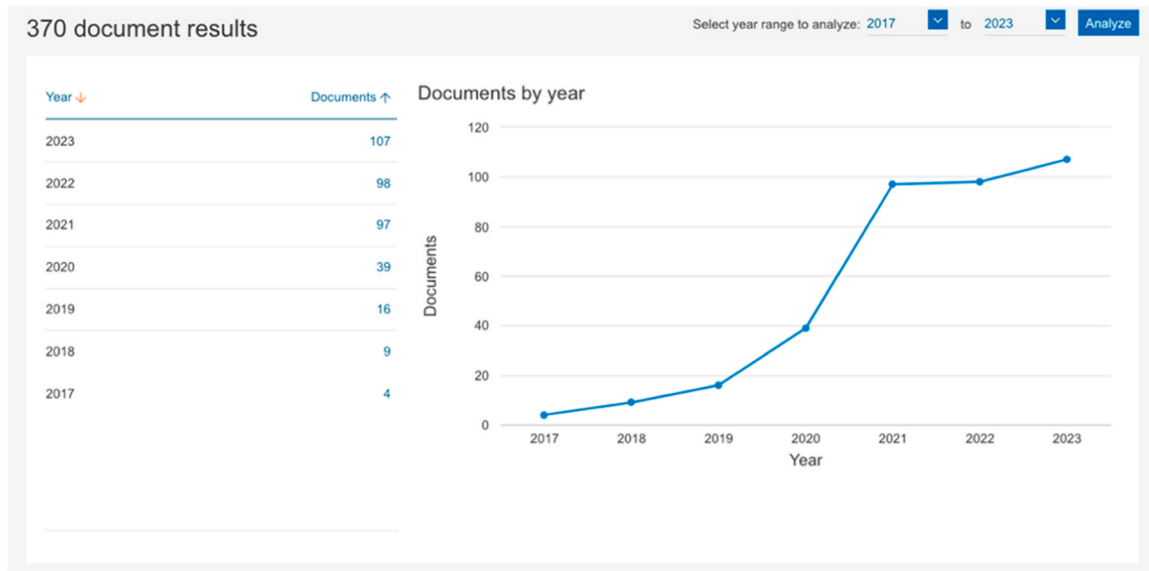 370 document results
Select year range to analyze: 2017 to 2023 Analyze
Year ↓ Documents ↑
2023 107
2022 98
2021 97
2020 39
2019 16
2018 9
2017 4
Documents by year
120
100
80
60
40
20
0
Documents
2017 2018 2019 2020 2021 2022 2023
Year